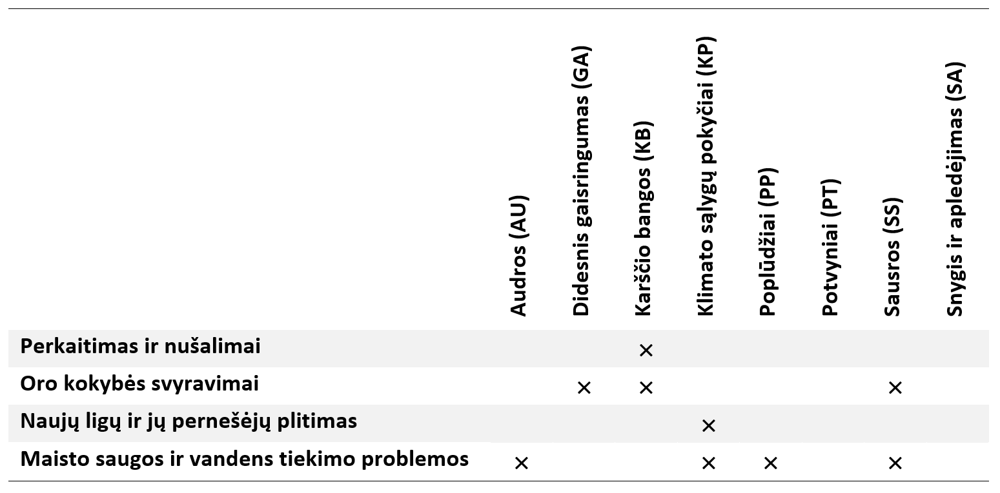 Audros (AU)
Didesnis gaisringumas (GA)
Karščio bangos (KB)
Klimato sąlygų pokyčiai (KP)
Poplūdžiai (PP)
Potvyniai (PT)
Sausros (SS)
Snygis ir apledėjimas (SA)
Perkaitimas ir nušalimai ×
Oro kokybės svyravimai × × ×
Naujų ligų ir jų pernešėjų plitimas ×
Maisto saugos ir vandens tiekimo problemos × × × ×